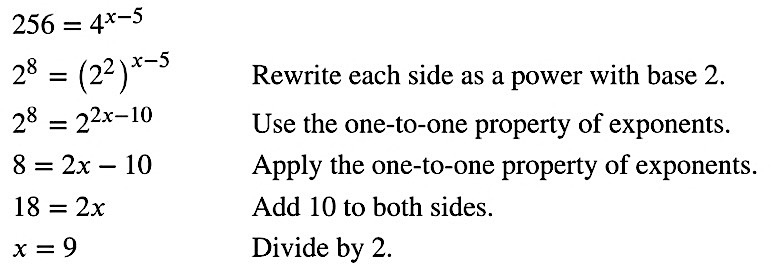 256 = 4^{x−5}
2^8 = (2^2)^{x−5} Rewrite each side as a power with base 2.
2^8 = 2^{2x−10} Use the one-to-one property of exponents.
8 = 2x − 10 Apply the one-to-one property of exponents.
18 = 2x Add 10 to both sides.
x = 9 Divide by 2.